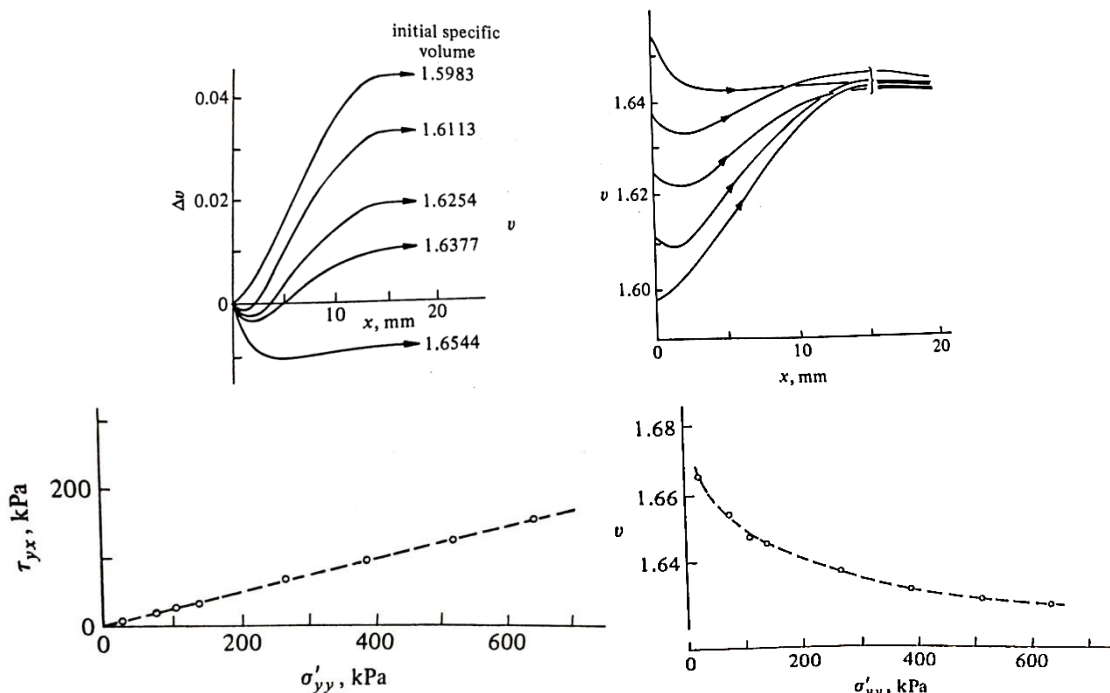 initial specific
volume
1.5983
0.04
1.6113
Δv
0.02
1.6254
1.6377
0
10
20
x, mm
1.6544
v
1.64
v
1.62
1.60
0
10
20
x, mm
200
τyx, kPa
0
0
200
400
600
σ′yy, kPa
1.68
1.66
v
1.64
0
200
400
600
σ′yy, kPa